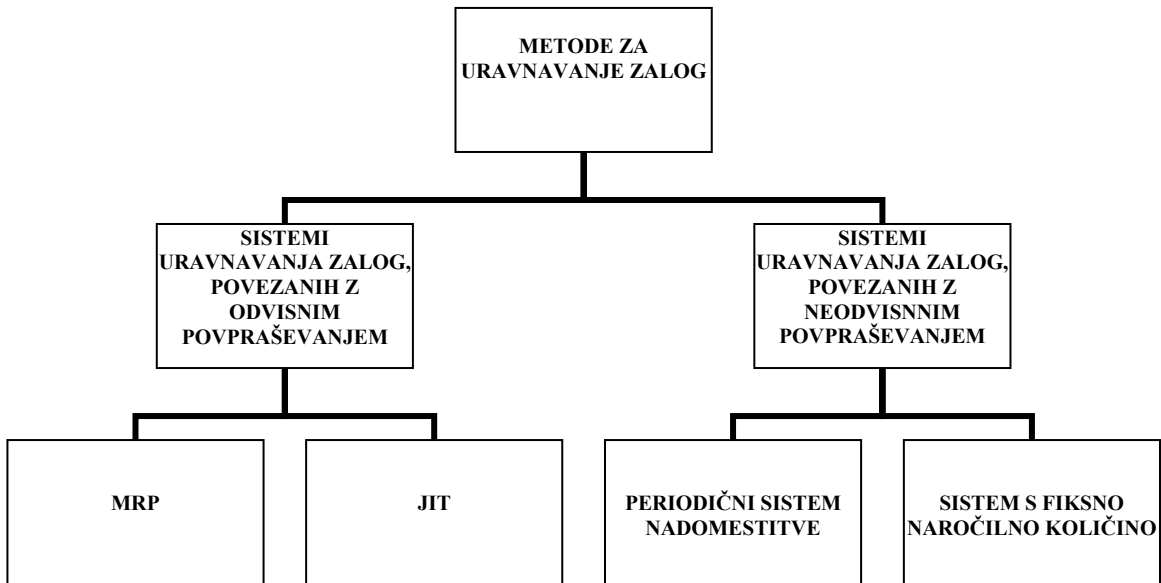 METODE ZA
URAVNAVANJE ZALOG
SISTEMI
URAVNAVANJA ZALOG,
POVEZANIH Z
ODVISNIM
POVPRAŠEVANJEM
SISTEMI
URAVNAVANJA ZALOG,
POVEZANIH Z
NEODVISNNIM
POVPRAŠEVANJEM
MRP
JIT
PERIODIČNI SISTEM
NADOMESTITVE
SISTEM S FIKSNO
NAROČILNO KOLIČINO